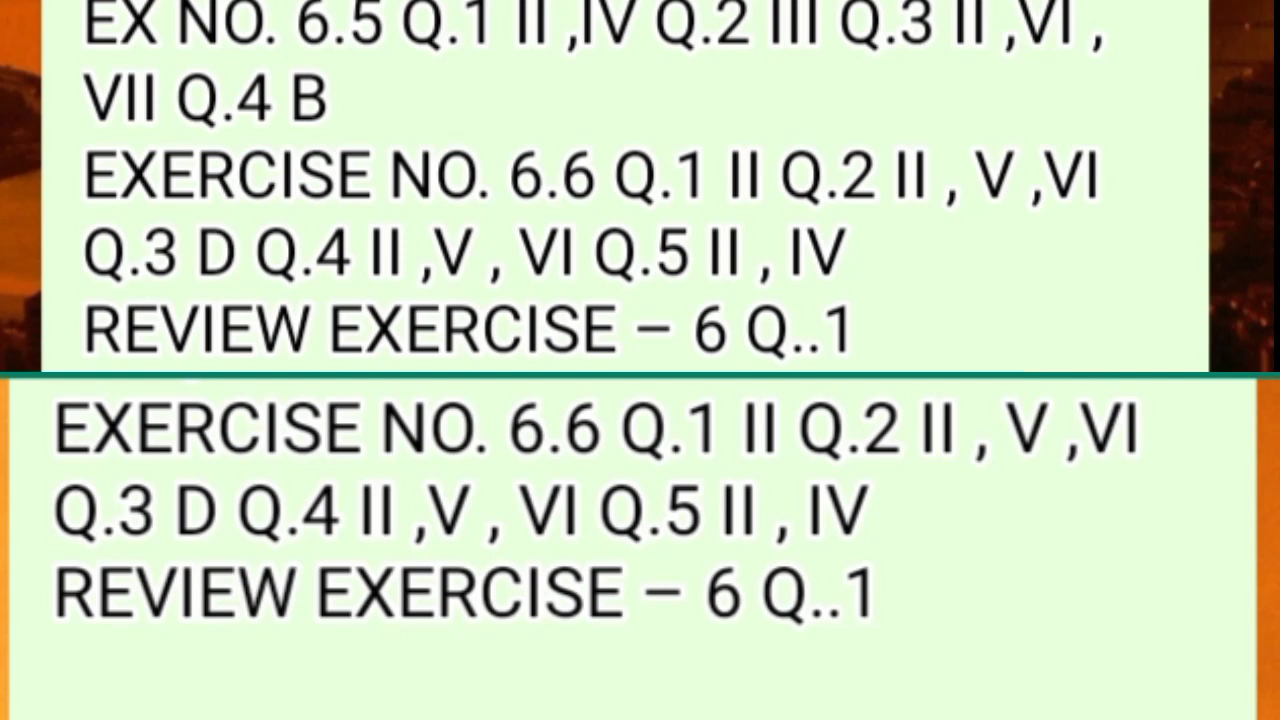 EX NO. 6.5 Q.1 II ,IV Q.2 III Q.3 II ,VI ,
VII Q.4 B
EXERCISE NO. 6.6 Q.1 II Q.2 II , V ,VI
Q.3 D Q.4 II ,V , VI Q.5 II , IV
REVIEW EXERCISE – 6 Q..1
EXERCISE NO. 6.6 Q.1 II Q.2 II , V ,VI
Q.3 D Q.4 II ,V , VI Q.5 II , IV
REVIEW EXERCISE – 6 Q..1